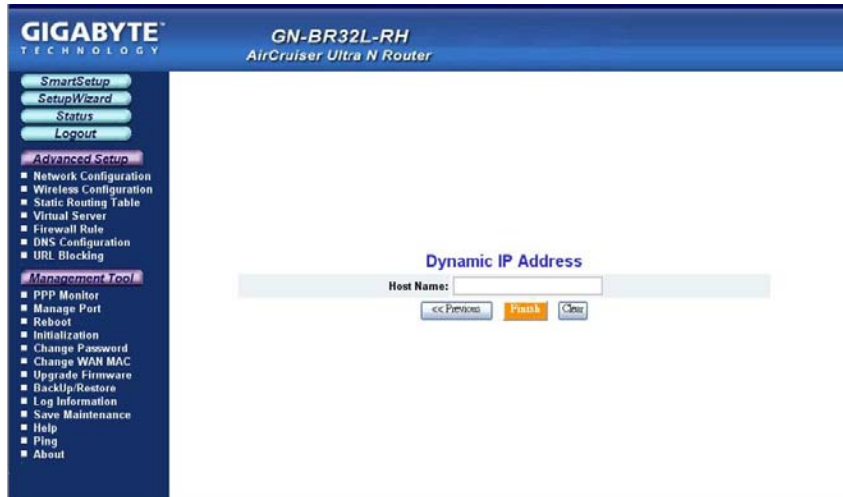 GIGABYTE™
TECHNOLOGY
GN-BR32L-RH
AirCruiser Ultra N Router
SmartSetup
SetupWizard
Status
Logout
Advanced Setup
Network Configuration
Wireless Configuration
Static Routing Table
Virtual Server
Firewall Rule
DNS Configuration
URL Blocking
Management Tool
PPP Monitor
Manage Port
Reboot
Initialization
Change Password
Change WAN MAC
Upgrade Firmware
BackUp/Restore
Log Information
Save Maintenance
Help
Ping
About
Dynamic IP Address
Host Name:
<< Previous Finish Clear